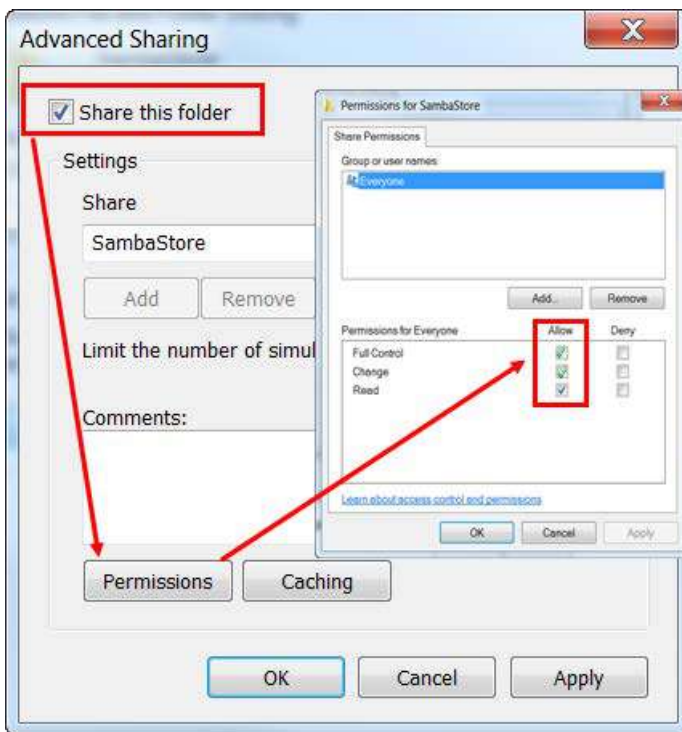 Advanced Sharing
Share this folder
Settings
Share
SambaStore
Add Remove
Limit the number of simul
Comments:
Permissions Caching
OK Cancel Apply
Permissions for SambaStore
Share Permissions
Group or user names
Everyone
Add... Remove
Permissions for Everyone Allow Deny
Full Control
Change
Read
Learn about access control and permissions
OK Cancel Apply